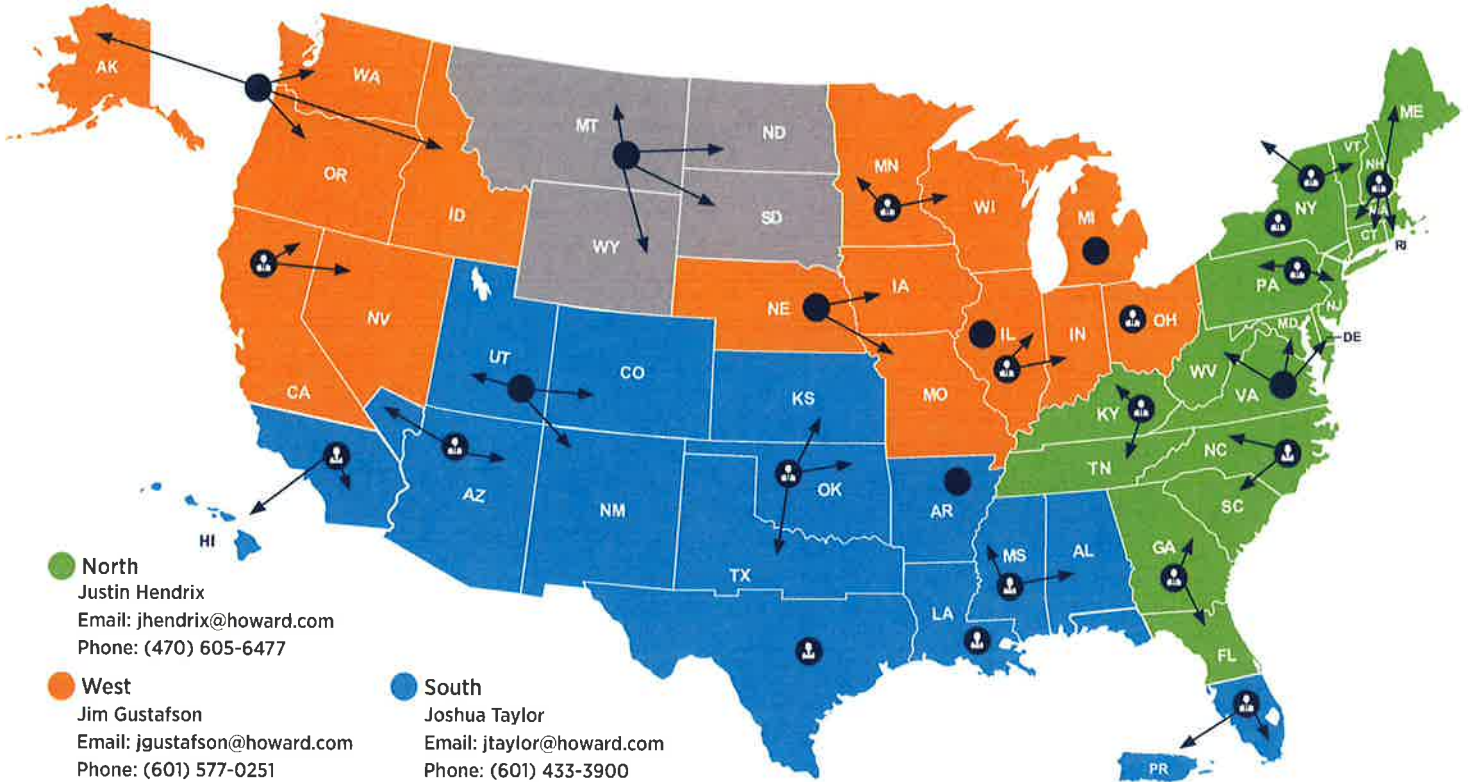 AK
WA
MT
ND
ME
VT
NH
MN
OR
ID
WI
MI
NY
MA
SD
WY
CT
RI
PA
IA
NE
NV
NJ
IL
IN
OH
MD
DE
UT
CO
WV
VA
CA
KS
MO
KY
NC
TN
AZ
OK
AR
SC
NM
HI
MS
AL
GA
TX
LA
FL
PR
North
Justin Hendrix
Email: jhendrix@howard.com
Phone: (470) 605-6477
West
Jim Gustafson
Email: jgustafson@howard.com
Phone: (601) 577-0251
South
Joshua Taylor
Email: jtaylor@howard.com
Phone: (601) 433-3900